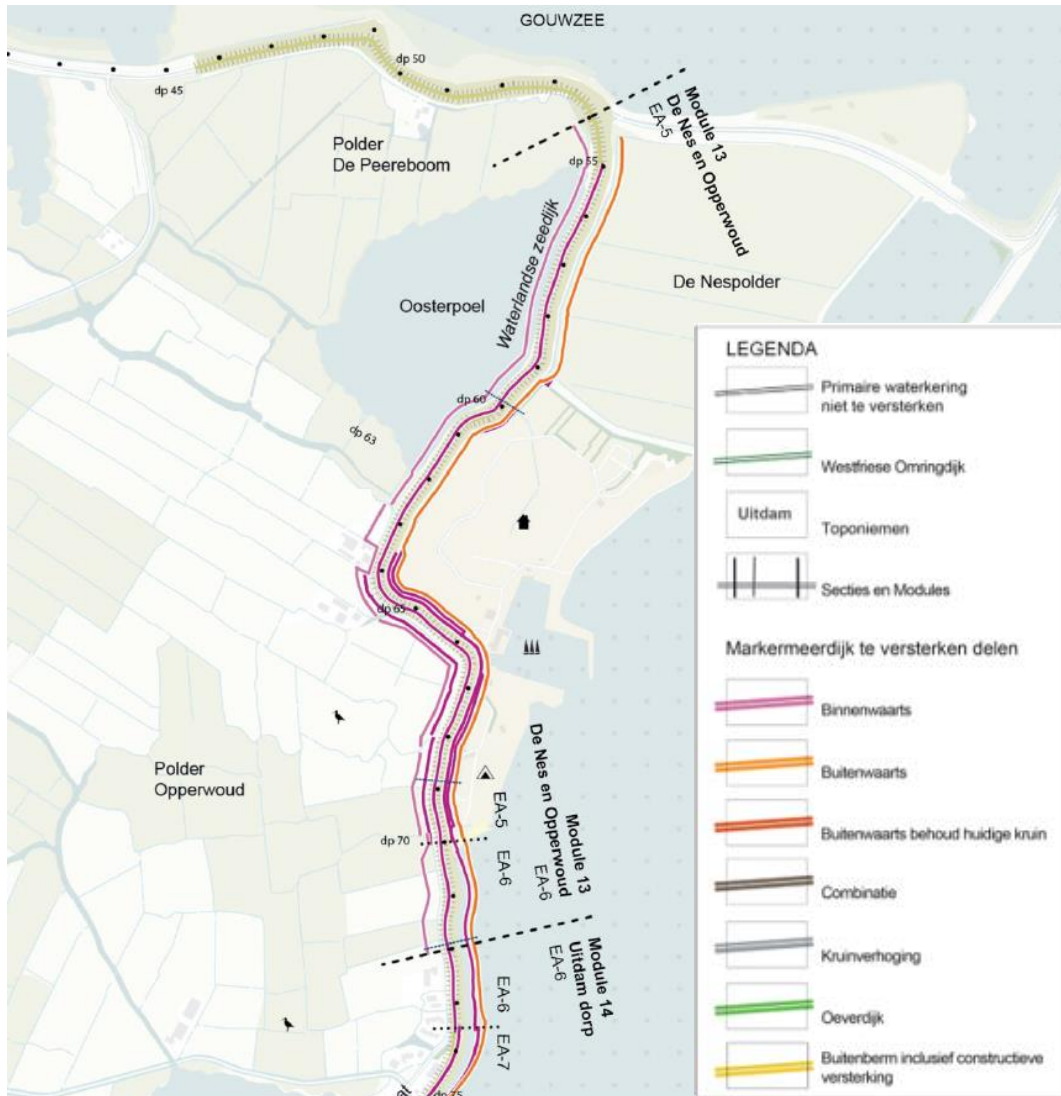 GOUWZEE
dp 50
dp 45
Polder
De Peereboom
Module 13
De Nes en Opperwoud
EA-5
dp 55
Waterlandse zeedijk
De Nespolder
Oosterpoel
dp 60
dp 63
dp 65
Polder
Opperwoud
Module 13
De Nes en Opperwoud
EA-6
EA-5
dp 70
EA-6
Module 14
Uitdam dorp
EA-6
EA-6
EA-7
dp 75
LEGENDA
Primaire waterkering
niet te versterken
Westfriese Omringdijk
Uitdam
Toponiemen
Secties en Modules
Markermeerdijk te versterken delen
Binnenwaarts
Buitenwaarts
Buitenwaarts behoud huidige kruin
Combinatie
Kruinverhoging
Oeverdijk
Buitenberm inclusief constructieve
versterking